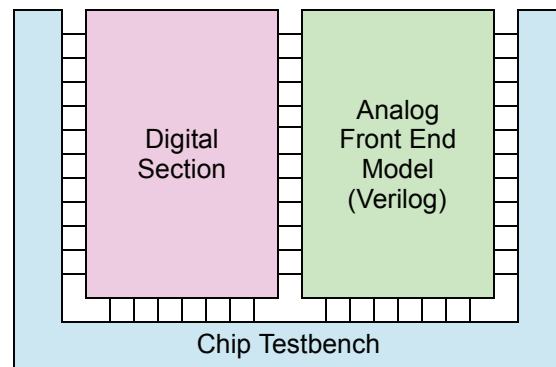 Digital
Section
Analog
Front End
Model
(Verilog)
Chip Testbench